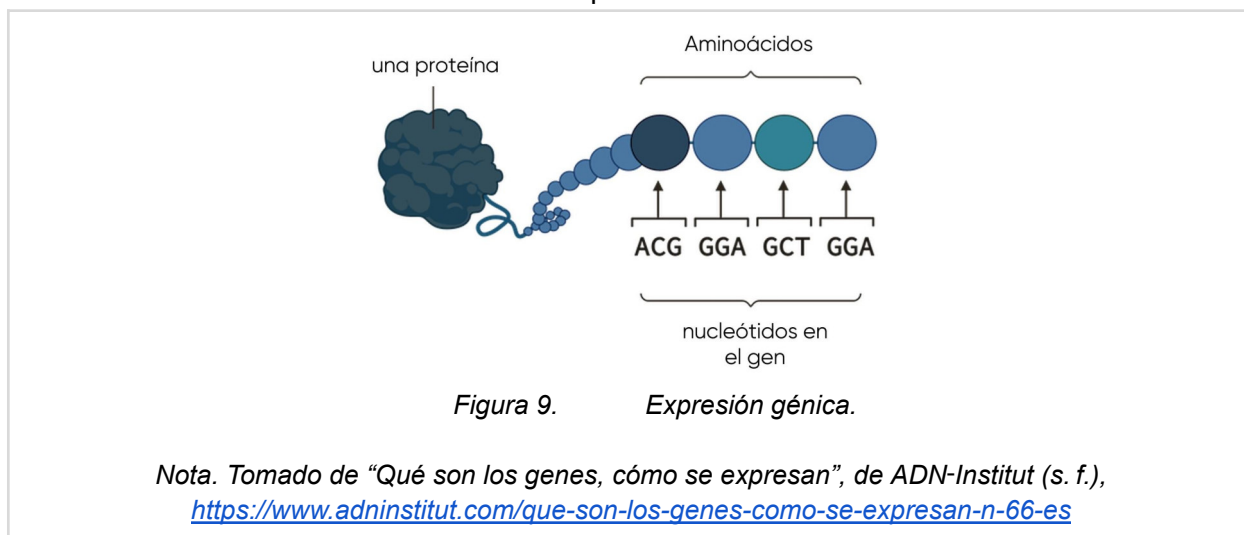 Aminoácidos
una proteína
ACG GGA GCT GGA
nucleótidos en
el gen
Figura 9. Expresión génica.
Nota. Tomado de “Qué son los genes, cómo se expresan”, de ADN-Institut (s. f.),
https://www.adninstitut.com/que-son-los-genes-como-se-expresan-n-66-es